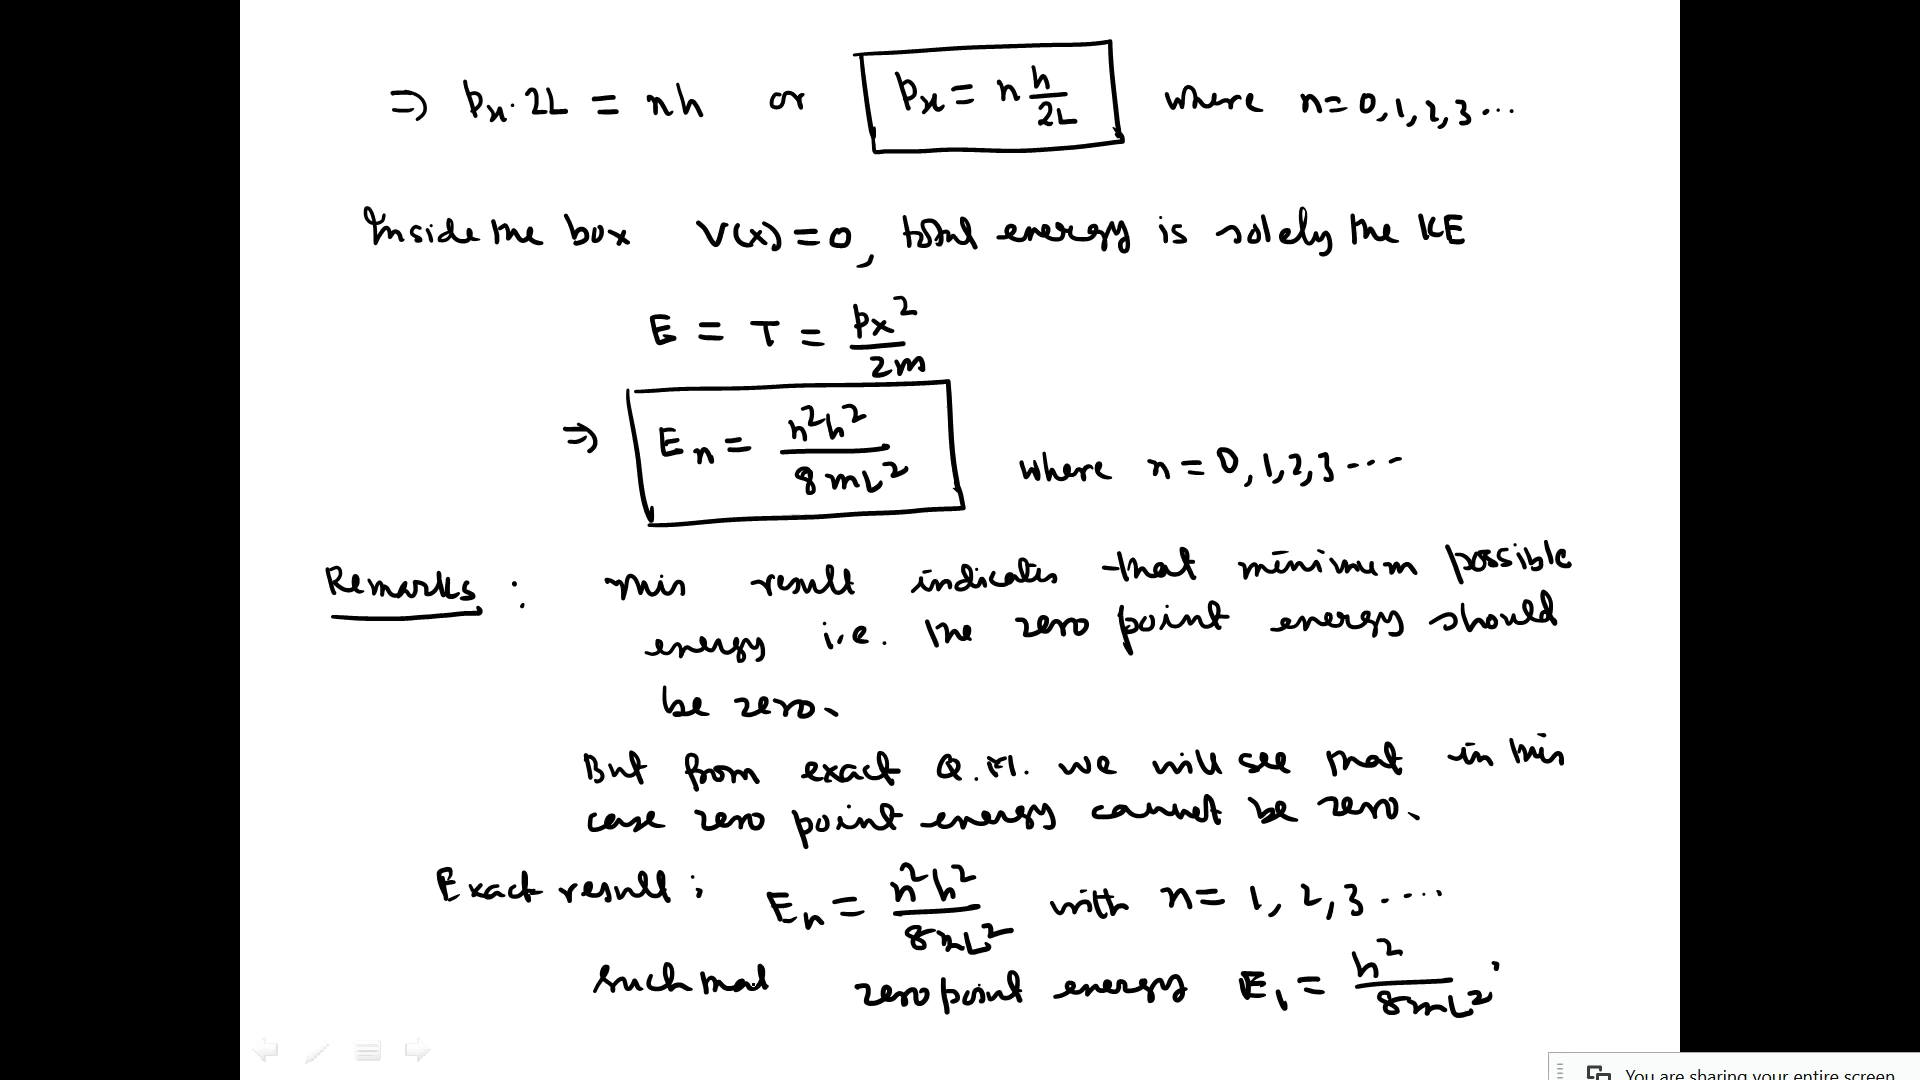 ⇒ pₓ. 2L = nh or pₓ = n h/2L where n = 0, 1, 2, 3 ...
Inside the box V(x) = 0, total energy is solely the KE
E = T = pₓ²/2m
⇒ Eₙ = n²h²/8mL² where n = 0, 1, 2, 3 ....
Remarks : This result indicates that minimum possible
energy i.e. the zero point energy should
be zero.
But from exact Q.M. we will see that in this
case zero point energy cannot be zero.
Exact result : Eₙ = n²h²/8mL² with n = 1, 2, 3 ....
such that zero point energy E₁ = h²/8mL².
You are sharing your entire screen